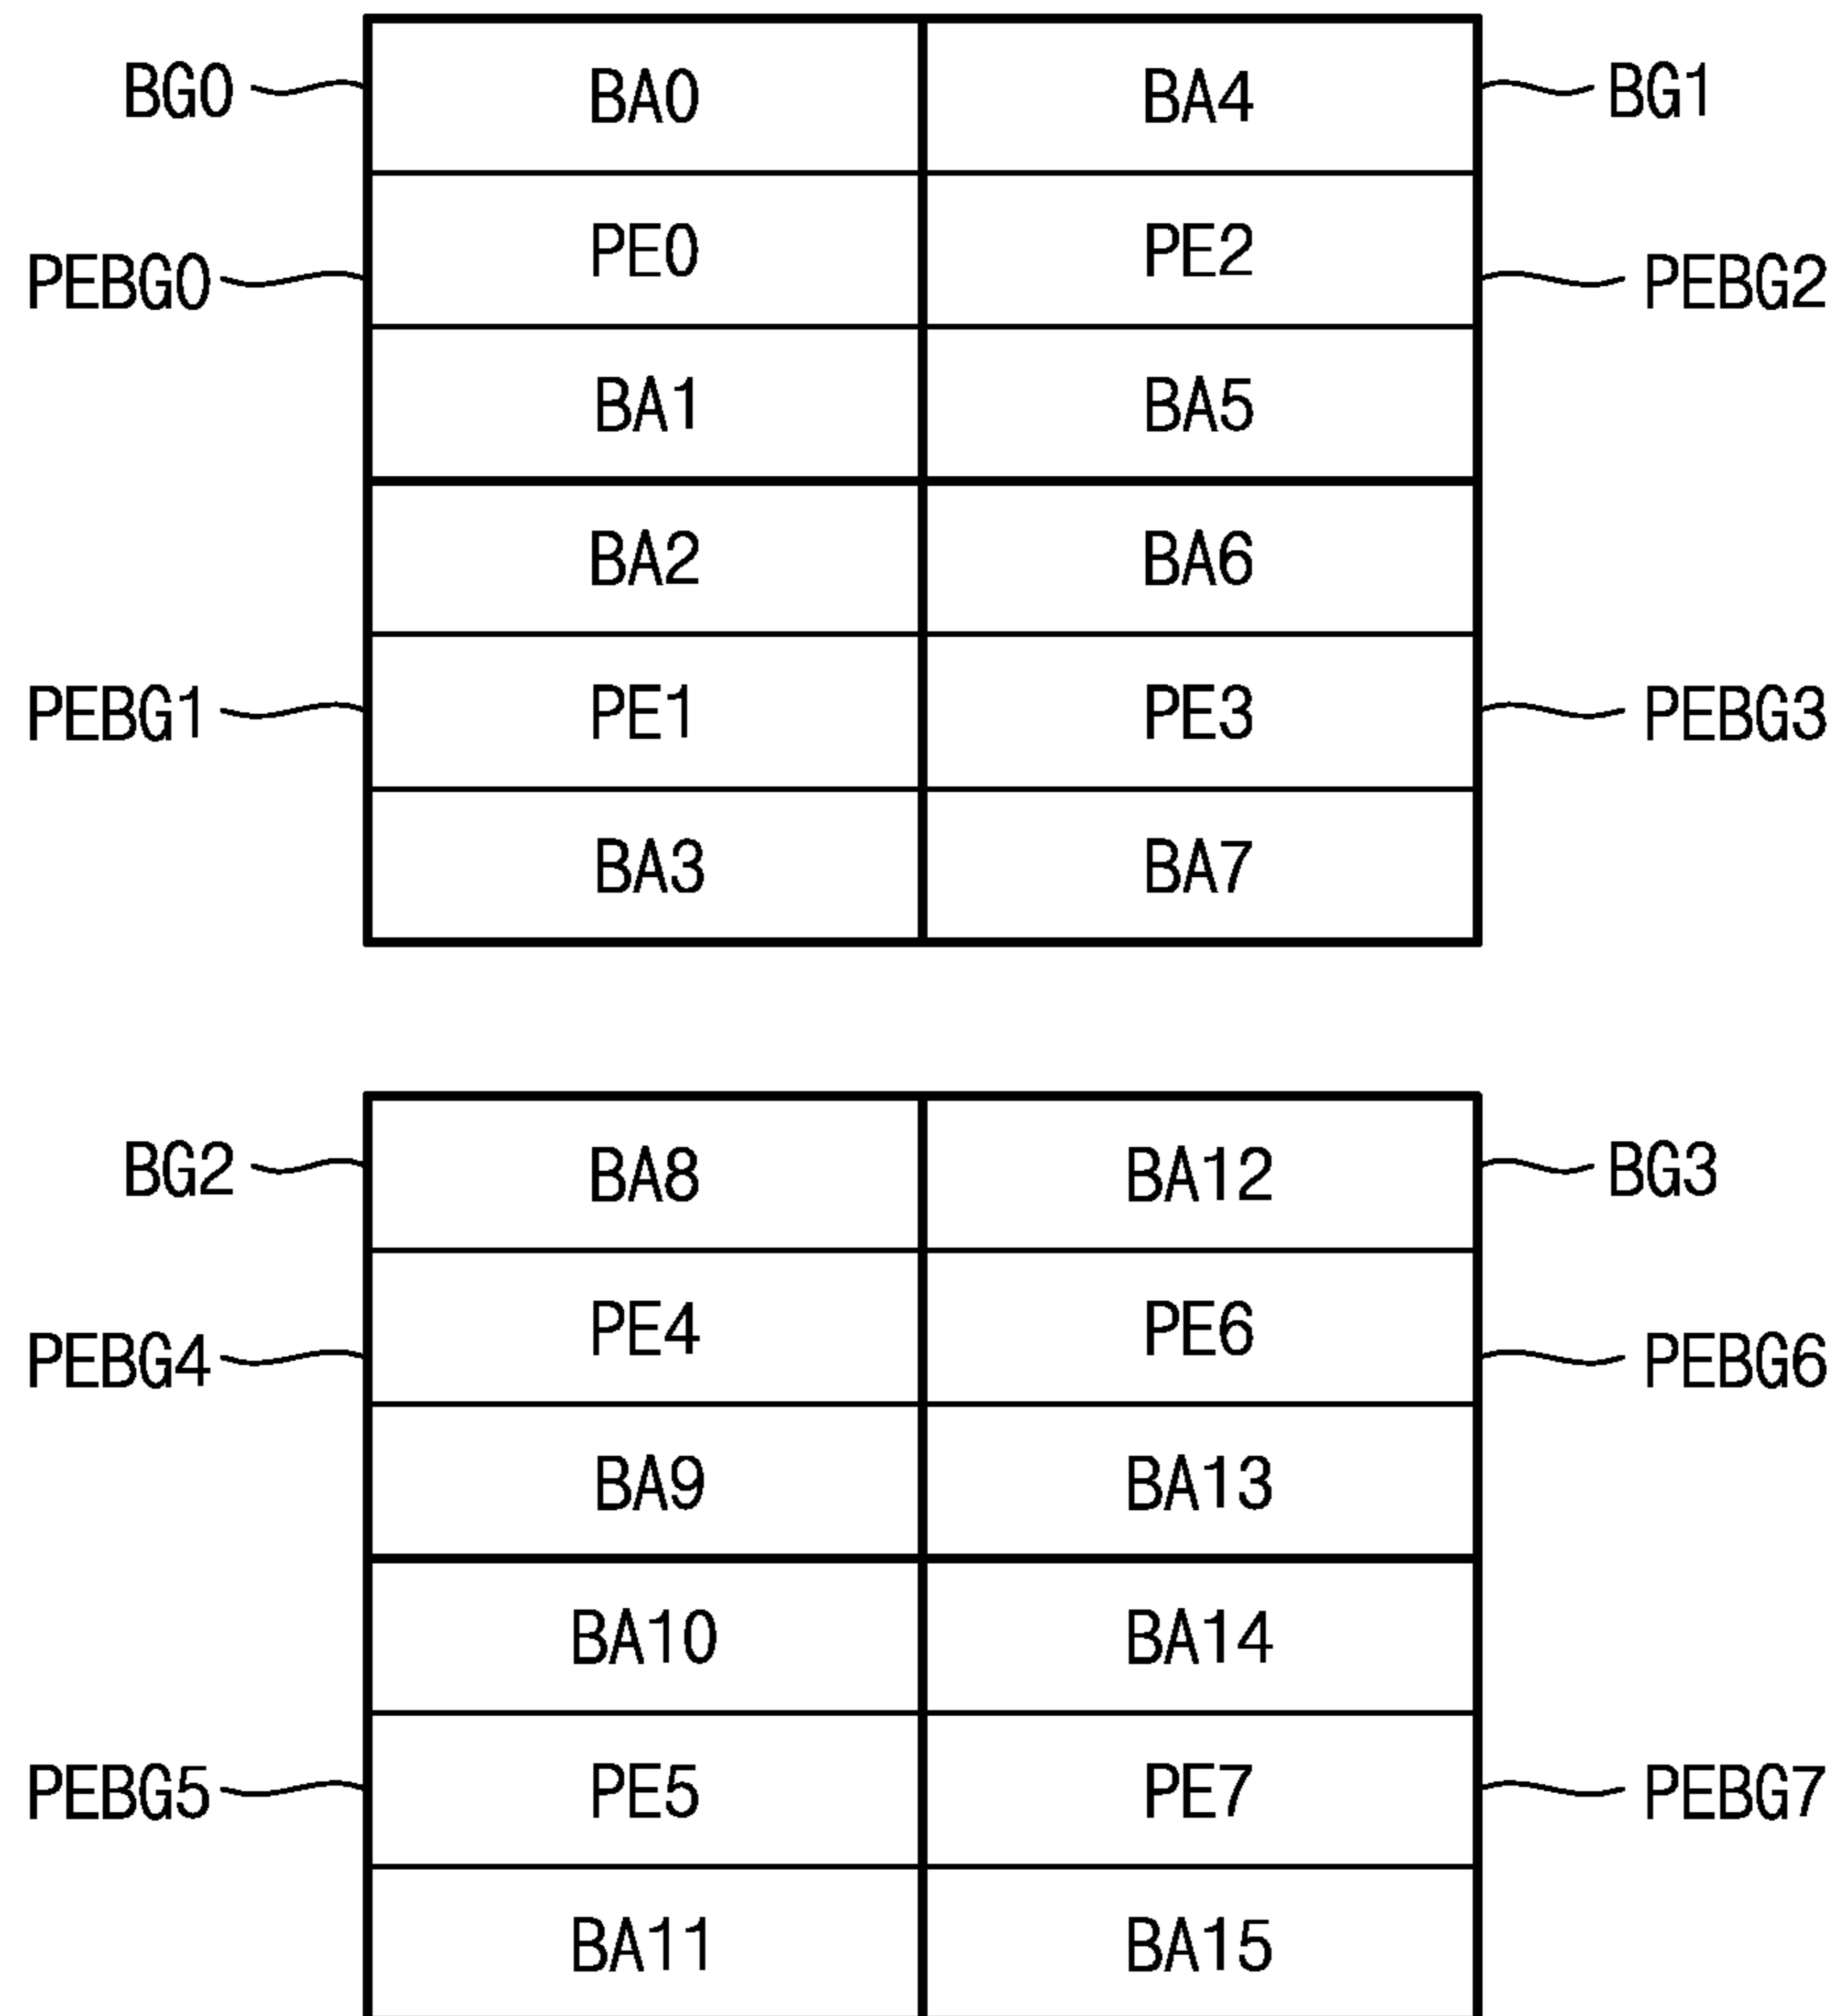 BG0 BA0 BA4 BG1
PEBG0 PE0 PE2 PEBG2
BA1 BA5
BA2 BA6
PEBG1 PE1 PE3 PEBG3
BA3 BA7
BG2 BA8 BA12 BG3
PEBG4 PE4 PE6 PEBG6
BA9 BA13
BA10 BA14
PEBG5 PE5 PE7 PEBG7
BA11 BA15